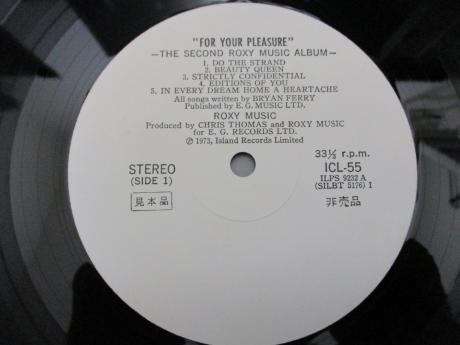 "FOR YOUR PLEASURE"
—THE SECOND ROXY MUSIC ALBUM—
1. DO THE STRAND
2. BEAUTY QUEEN
3. STRICTLY CONFIDENTIAL
4. EDITIONS OF YOU
5. IN EVERY DREAM HOME A HEARTACHE
All songs written by BRYAN FERRY
Published by E. G. MUSIC LTD.
ROXY MUSIC
Produced by CHRIS THOMAS and ROXY MUSIC
for E. G. RECORDS LTD.
℗ 1973, Island Records Limited
STEREO
(SIDE 1)
見本品
33⅓ r.p.m.
ICL-55
ILPS 9232 A
(SILBT 5176) 1
非売品